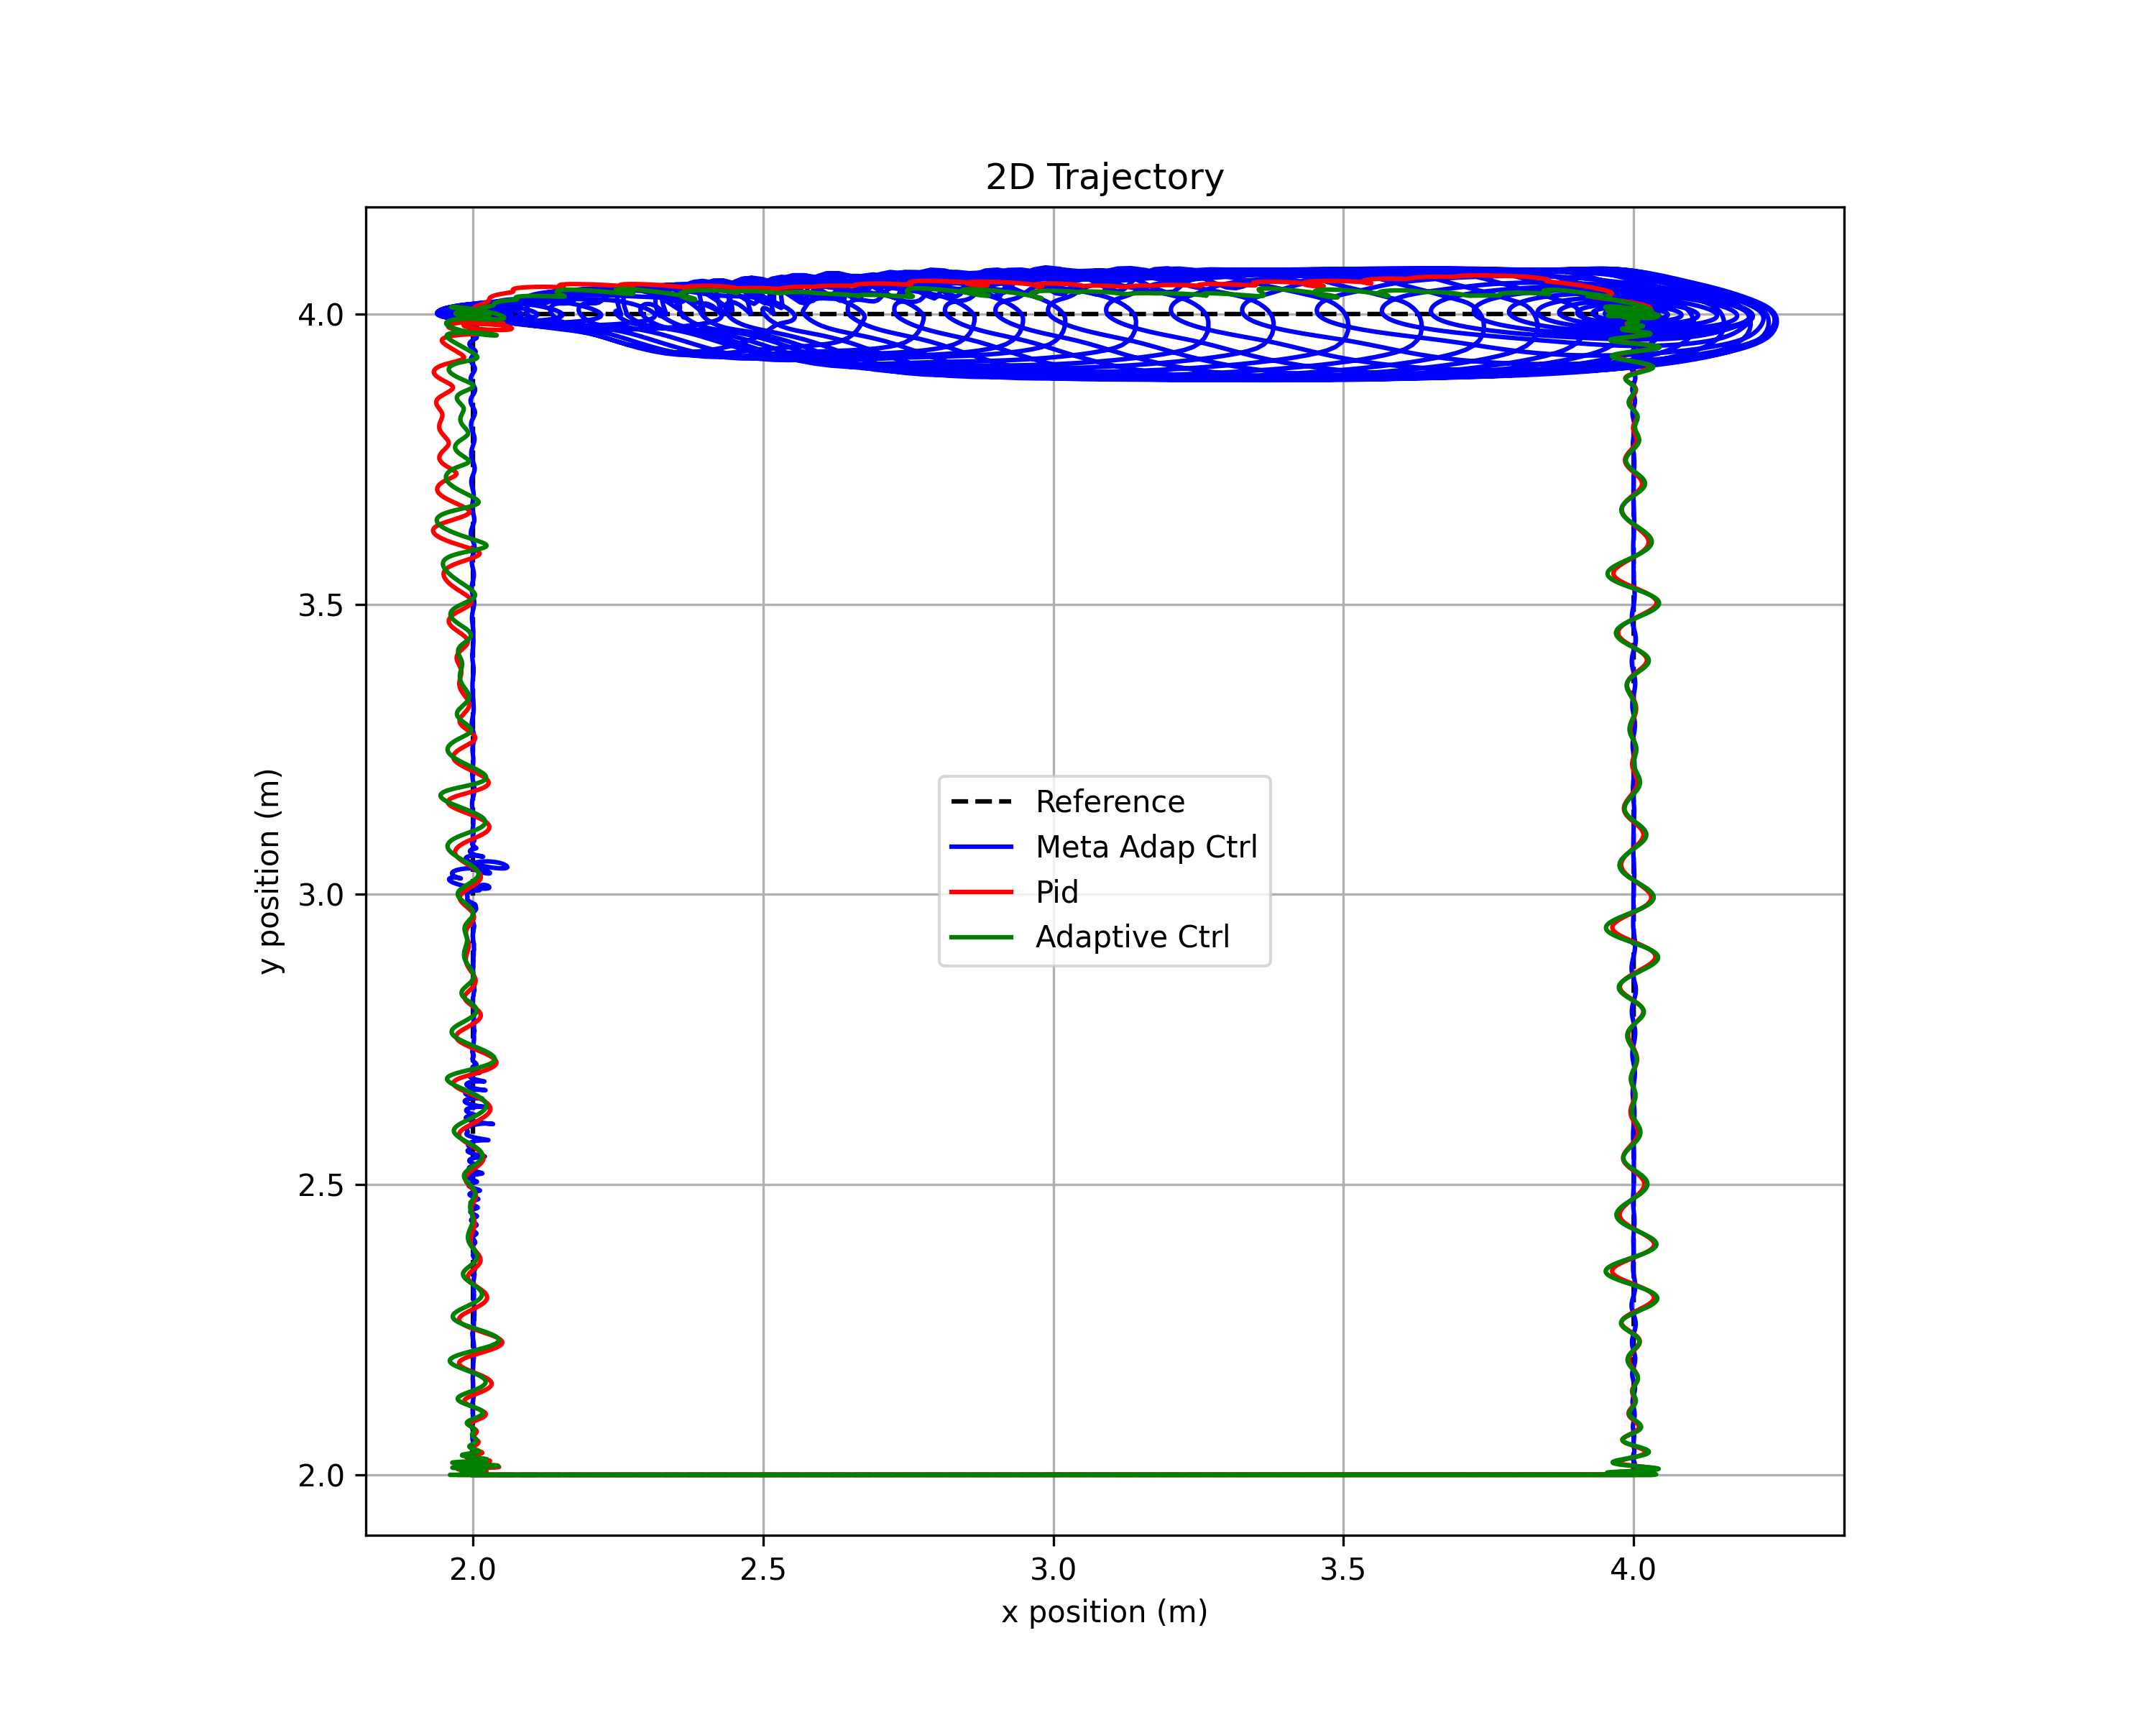 2D Trajectory
4.0
3.5
3.0
2.5
2.0
y position (m)
Reference
Meta Adap Ctrl
Pid
Adaptive Ctrl
2.0 2.5 3.0 3.5 4.0
x position (m)